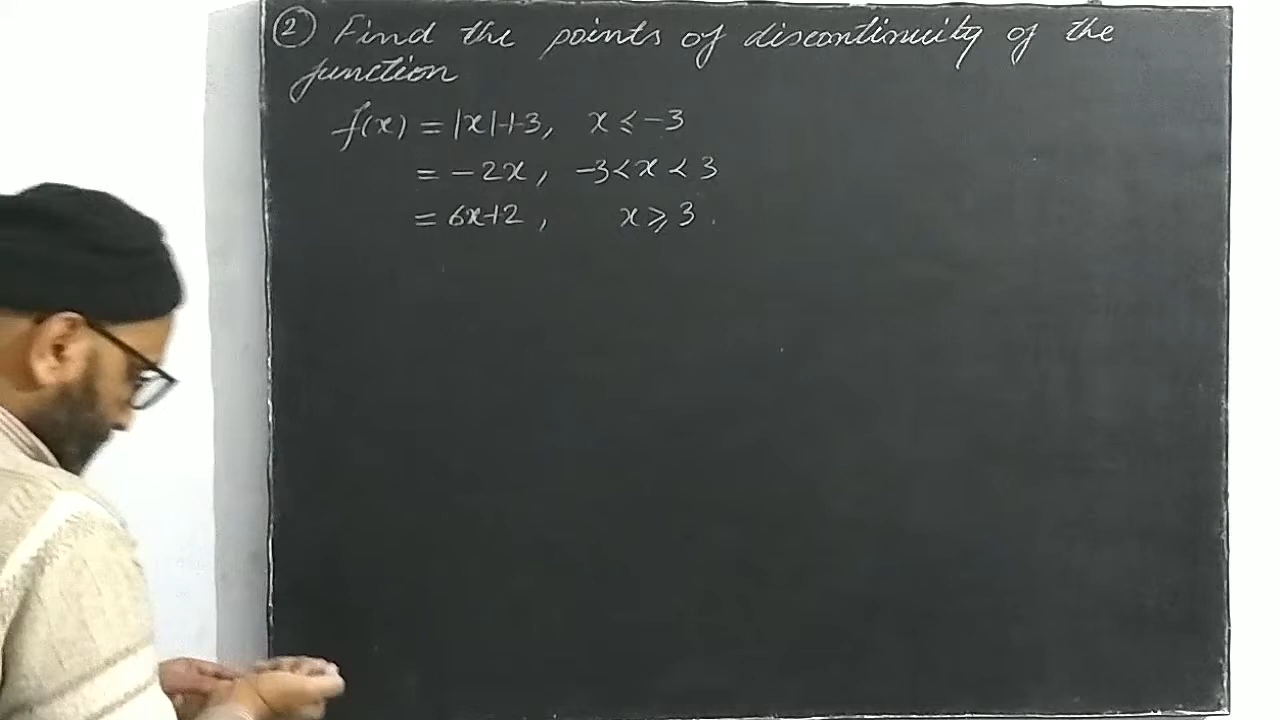 ② Find the points of discontinuity of the
function
f(x) = |x|+3, x ≤ -3
= -2x, -3<x<3
= 6x+2, x ≥ 3.